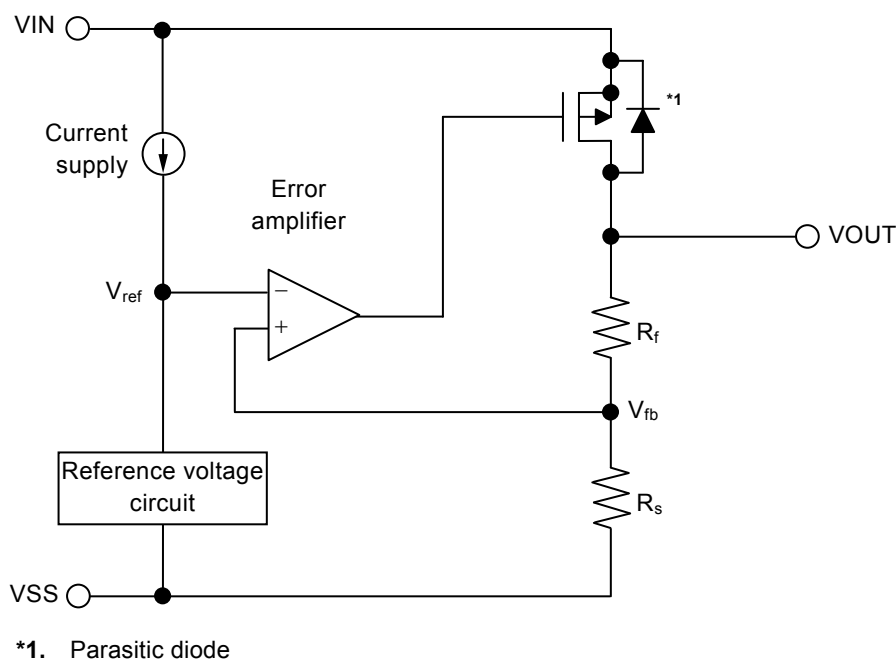 VIN
*1
Current
supply
Error
amplifier
VOUT
Vref
−
+
Rf
Vfb
Reference voltage
circuit
Rs
VSS
*1. Parasitic diode